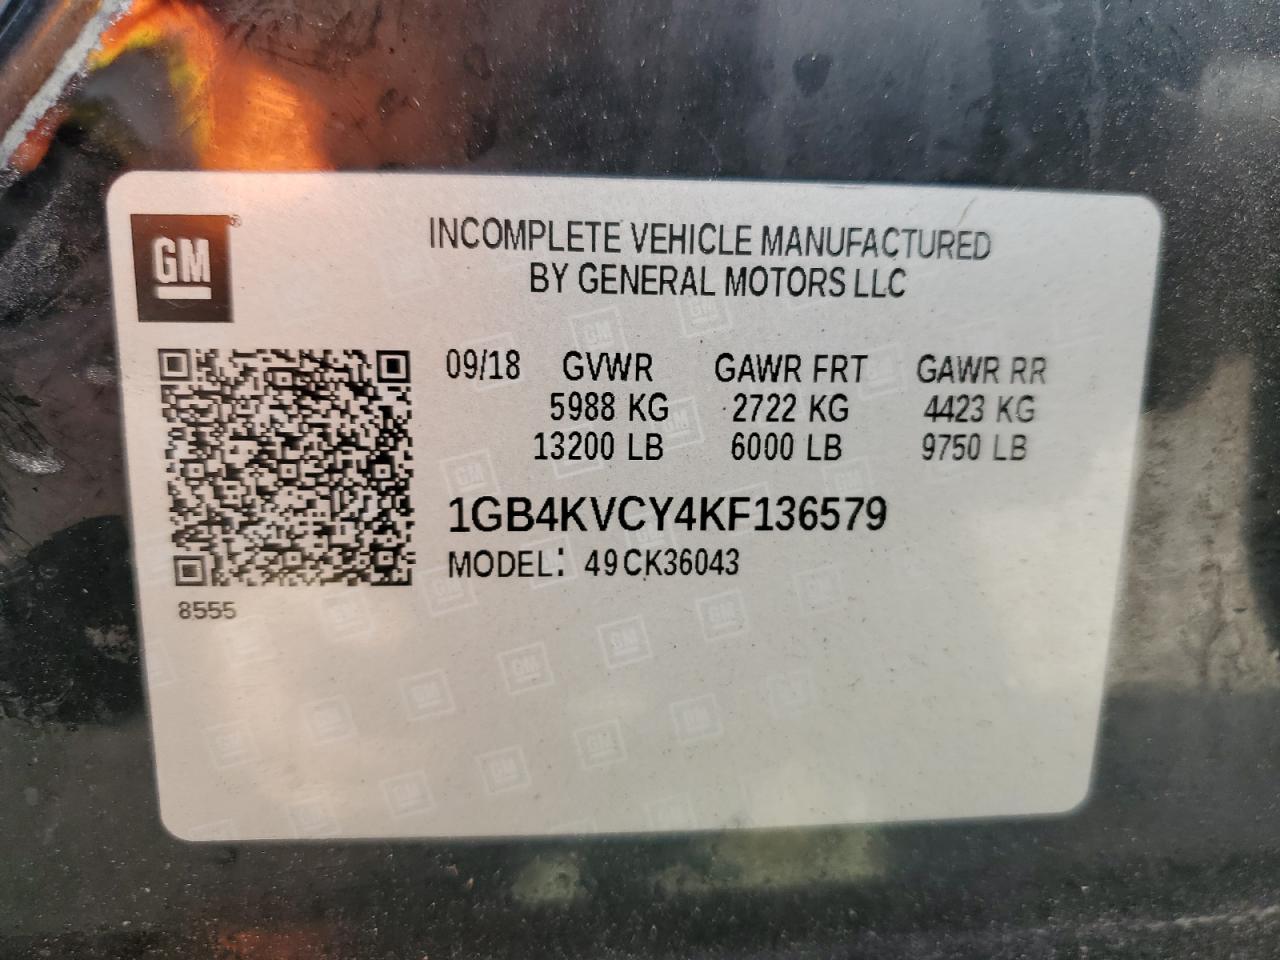 GM®
INCOMPLETE VEHICLE MANUFACTURED
BY GENERAL MOTORS LLC
09/18 GVWR GAWR FRT GAWR RR
5988 KG 2722 KG 4423 KG
13200 LB 6000 LB 9750 LB
1GB4KVCY4KF136579
MODEL: 49CK36043
8555